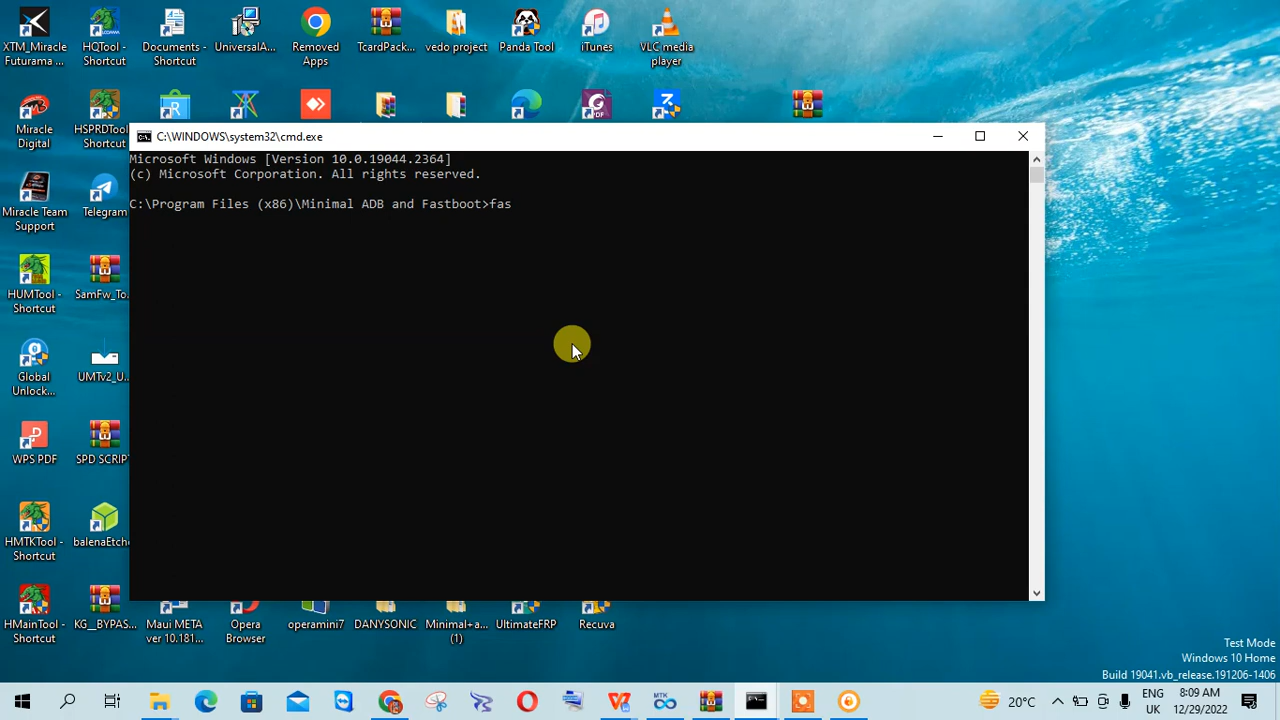 XTM_Miracle
Futurama ...
HQTool -
Shortcut
Documents -
Shortcut
UniversalA...
Removed
Apps
TcardPack...
vedo project
Panda Tool
iTunes
VLC media
player
Miracle
Digital
HSPRDTool
Shortcut
PDF
C:\WINDOWS\system32\cmd.exe
Microsoft Windows [Version 10.0.19044.2364]
(c) Microsoft Corporation. All rights reserved.
C:\Program Files (x86)\Minimal ADB and Fastboot>fas
Miracle Team
Support
Telegram
HUMTool -
Shortcut
SamFw_To...
Global
Unlock...
UMTv2_U...
WPS PDF
SPD SCRIP
HMTKTool -
Shortcut
balenaEtche
HMainTool -
Shortcut
KG__BYPAS...
Maui META
ver 10.181...
Opera
Browser
operamini7
DANYSONIC
Minimal+a...
(1)
UltimateFRP
Recuva
Test Mode
Windows 10 Home
Build 19041.vb_release.191206-1406
MTK
20°C
ENG
UK
8:09 AM
12/29/2022